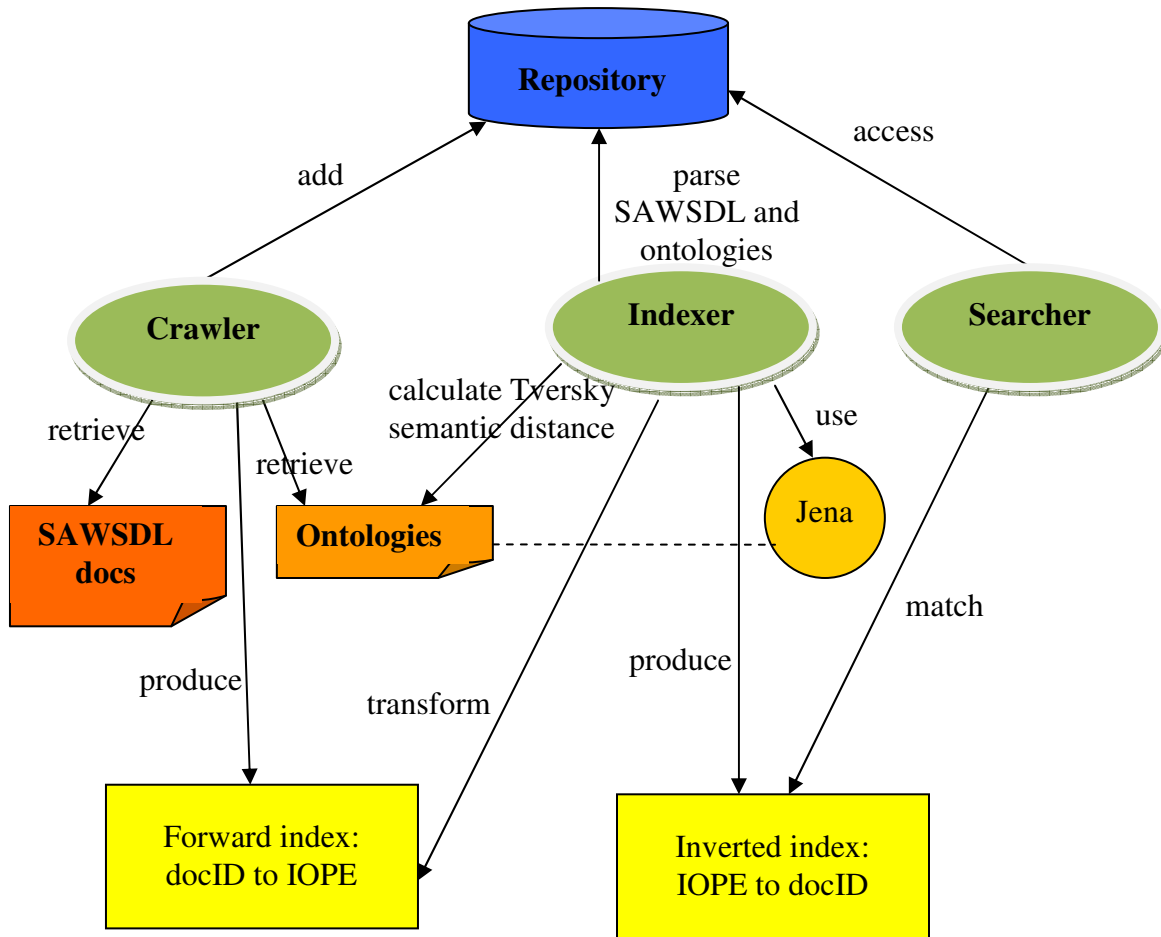 Repository
access
add
parse
SAWSDL and
ontologies
Crawler
Indexer
Searcher
calculate Tversky
semantic distance
retrieve
retrieve
use
SAWSDL
docs
Ontologies
Jena
match
produce
transform
produce
Forward index:
docID to IOPE
Inverted index:
IOPE to docID